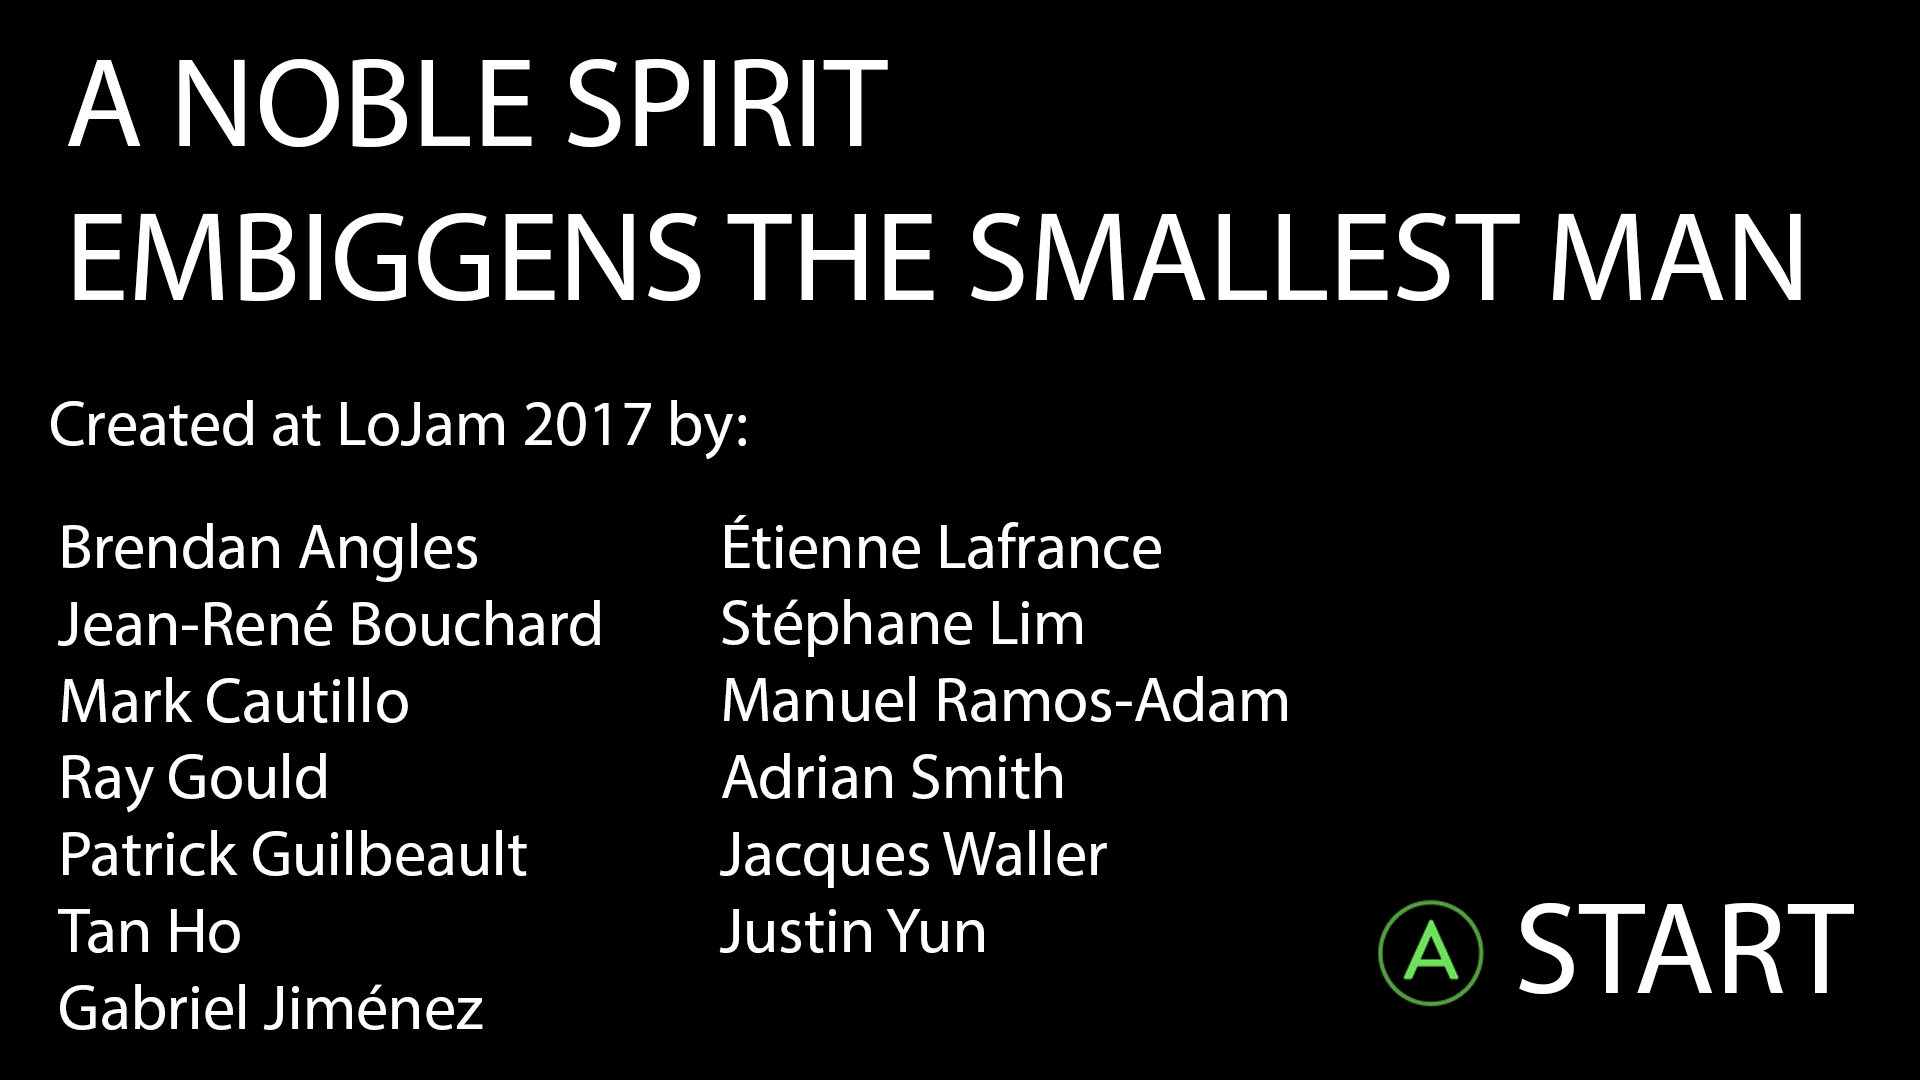 A NOBLE SPIRIT
EMBIGGENS THE SMALLEST MAN
Created at LoJam 2017 by:
Brendan Angles
Jean-René Bouchard
Mark Cautillo
Ray Gould
Patrick Guilbeault
Tan Ho
Gabriel Jiménez
Étienne Lafrance
Stéphane Lim
Manuel Ramos-Adam
Adrian Smith
Jacques Waller
Justin Yun
A START